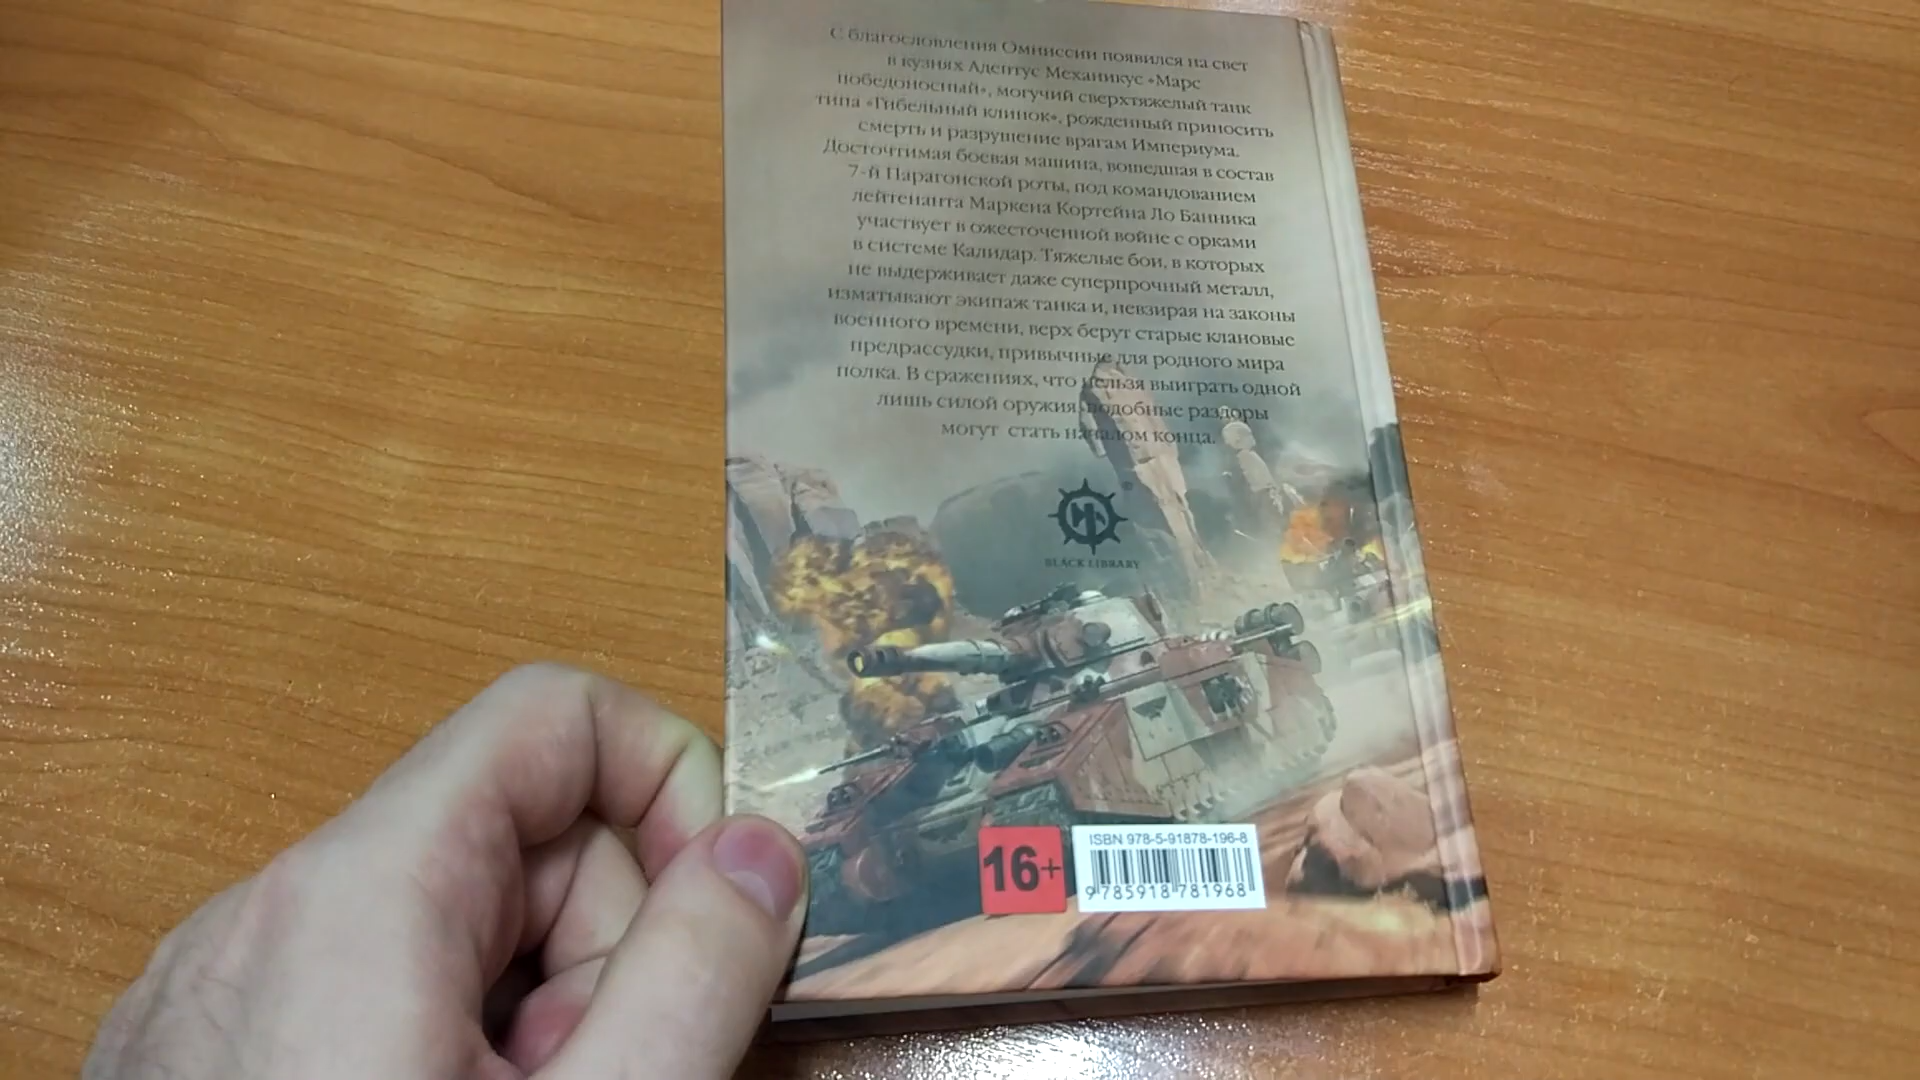 С благословления Омниссии появился на свет
в кузнях Адептус Механикус «Марс
победоносный», могучий сверхтяжелый танк
типа «Гибельный клинок», рожденный приносить
смерть и разрушение врагам Империума.
Досточтимая боевая машина, вошедшая в состав
7-й Парагонской роты, под командованием
лейтенанта Маркена Кортейна Ло Банника
участвует в ожесточенной войне с орками
в системе Калидар. Тяжелые бои, в которых
не выдерживает даже суперпрочный металл,
изматывают экипаж танка и, невзирая на законы
военного времени, верх берут старые клановые
предрассудки, привычные для родного мира
полка. В сражениях, что нельзя выиграть одной
лишь силой оружия, подобные раздоры
могут стать началом конца.
®
BLACK LIBRARY
16+
ISBN 978-5-91878-196-8
9 785918 781968